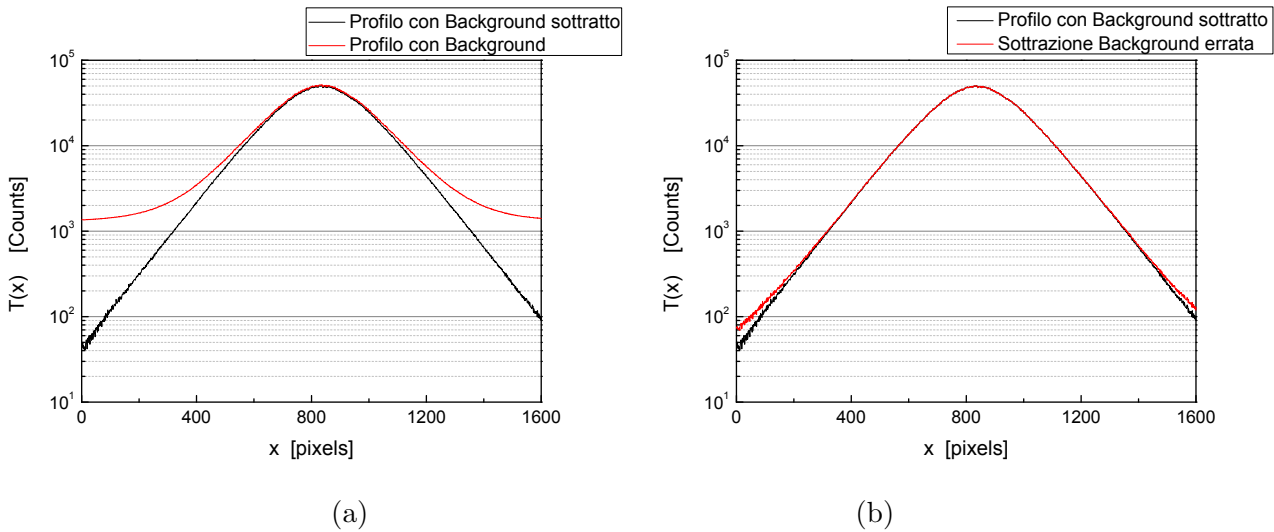 Profilo con Background sottratto
Profilo con Background
10^5
10^4
10^3
10^2
10^1
T(x) [Counts]
0 400 800 1200 1600
x [pixels]
(a)
Profilo con Background sottratto
Sottrazione Background errata
10^5
10^4
10^3
10^2
10^1
T(x) [Counts]
0 400 800 1200 1600
x [pixels]
(b)